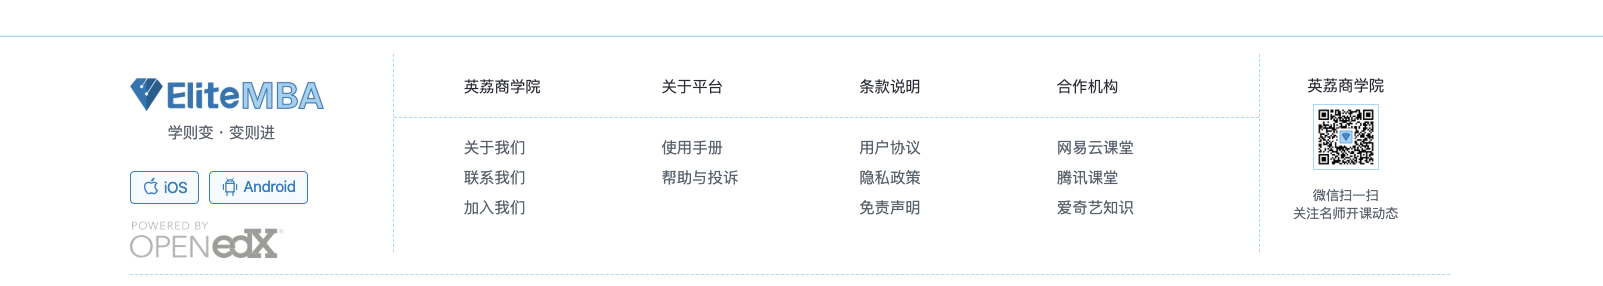 EliteMBA
学则变 · 变则进
iOS
Android
POWERED BY
OPEN edX
英荔商学院
关于我们
联系我们
加入我们
关于平台
使用手册
帮助与投诉
条款说明
用户协议
隐私政策
免责声明
合作机构
网易云课堂
腾讯课堂
爱奇艺知识
英荔商学院
微信扫一扫
关注名师开课动态